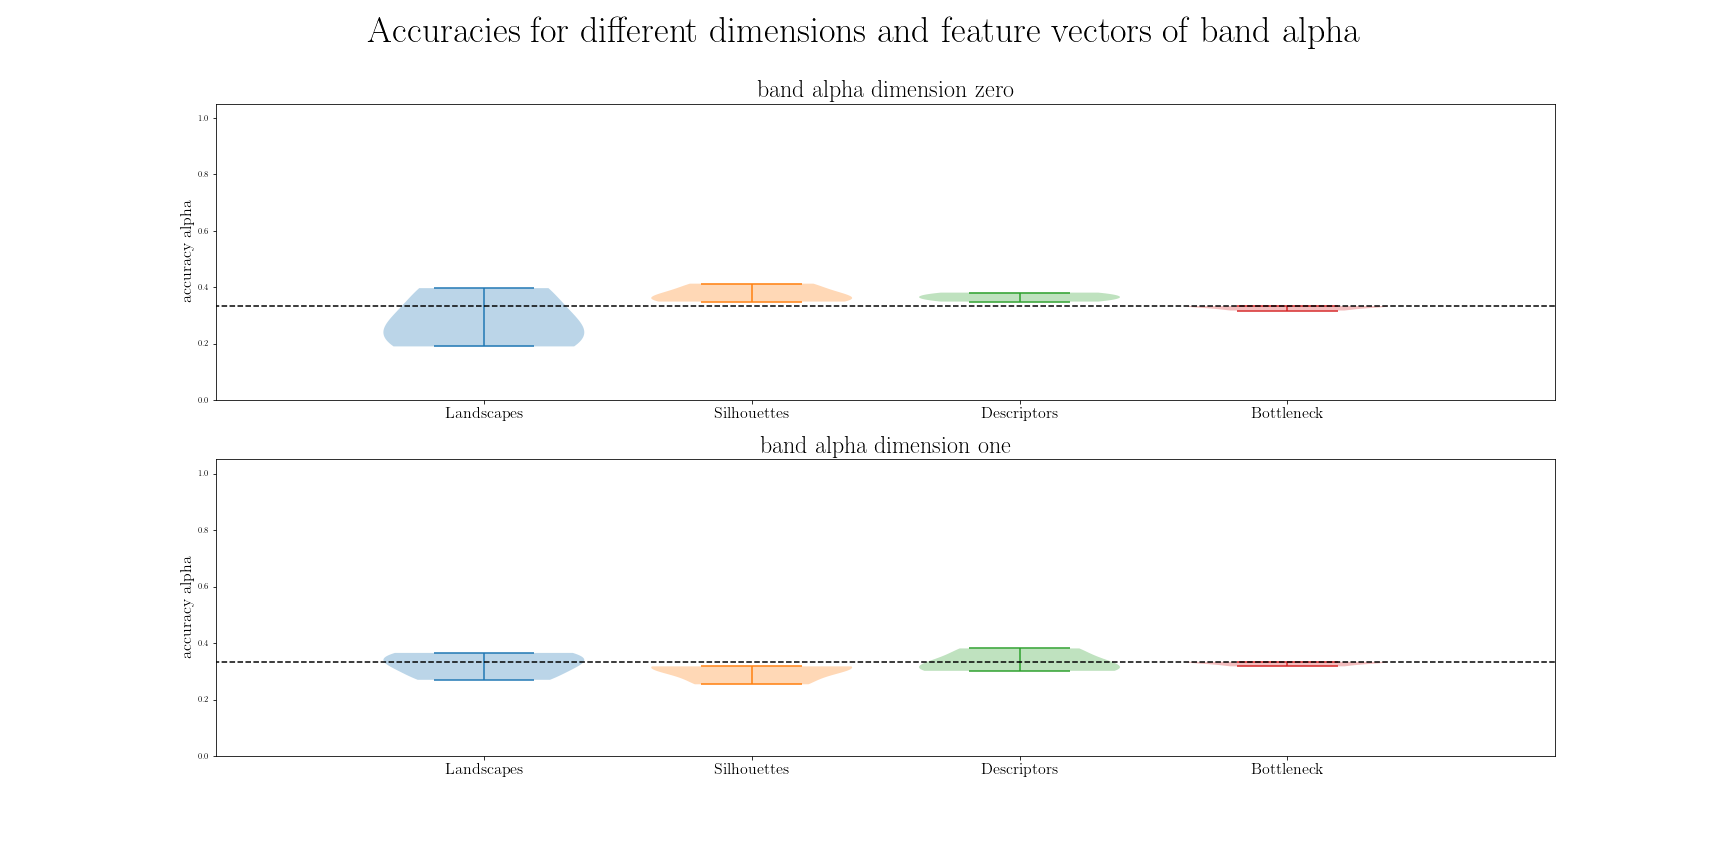 Accuracies for different dimensions and feature vectors of band alpha
band alpha dimension zero
accuracy alpha
1.0
0.8
0.6
0.4
0.2
0.0
Landscapes Silhouettes Descriptors Bottleneck
band alpha dimension one
accuracy alpha
1.0
0.8
0.6
0.4
0.2
0.0
Landscapes Silhouettes Descriptors Bottleneck